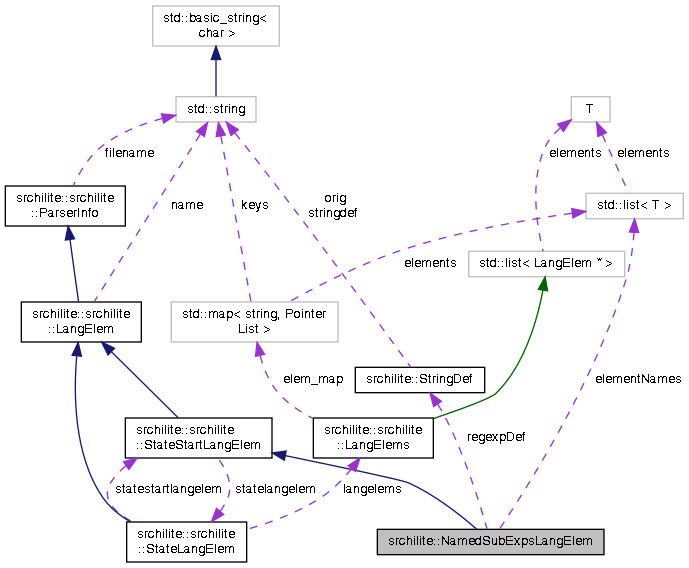 std::basic_string<
char >
std::string
T
filename
elements
elements
orig
stringdef
srchilite::srchilite
::ParserInfo
name
keys
std::list< T >
elements
std::list< LangElem * >
srchilite::srchilite
::LangElem
std::map< string, Pointer
List >
elem_map
srchilite::StringDef
elementNames
srchilite::srchilite
::StateStartLangElem
srchilite::srchilite
::LangElems
regexpDef
statestartlangelem
statelangelem
langelems
srchilite::srchilite
::StateLangElem
srchilite::NamedSubExpsLangElem